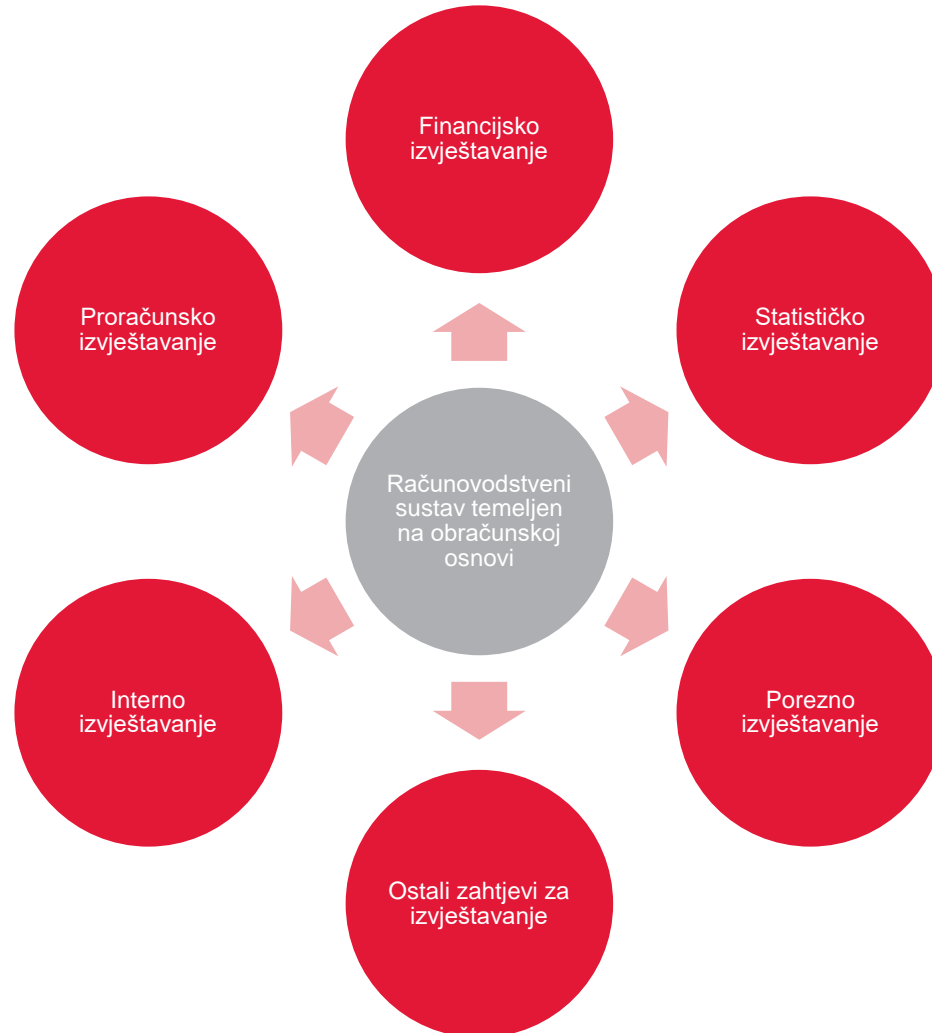 Financijsko
izvještavanje
Proračunsko
izvještavanje
Statističko
izvještavanje
Računovodstveni
sustav temeljen
na obračunskoj
osnovi
Interno
izvještavanje
Porezno
izvještavanje
Ostali zahtjevi za
izvještavanje